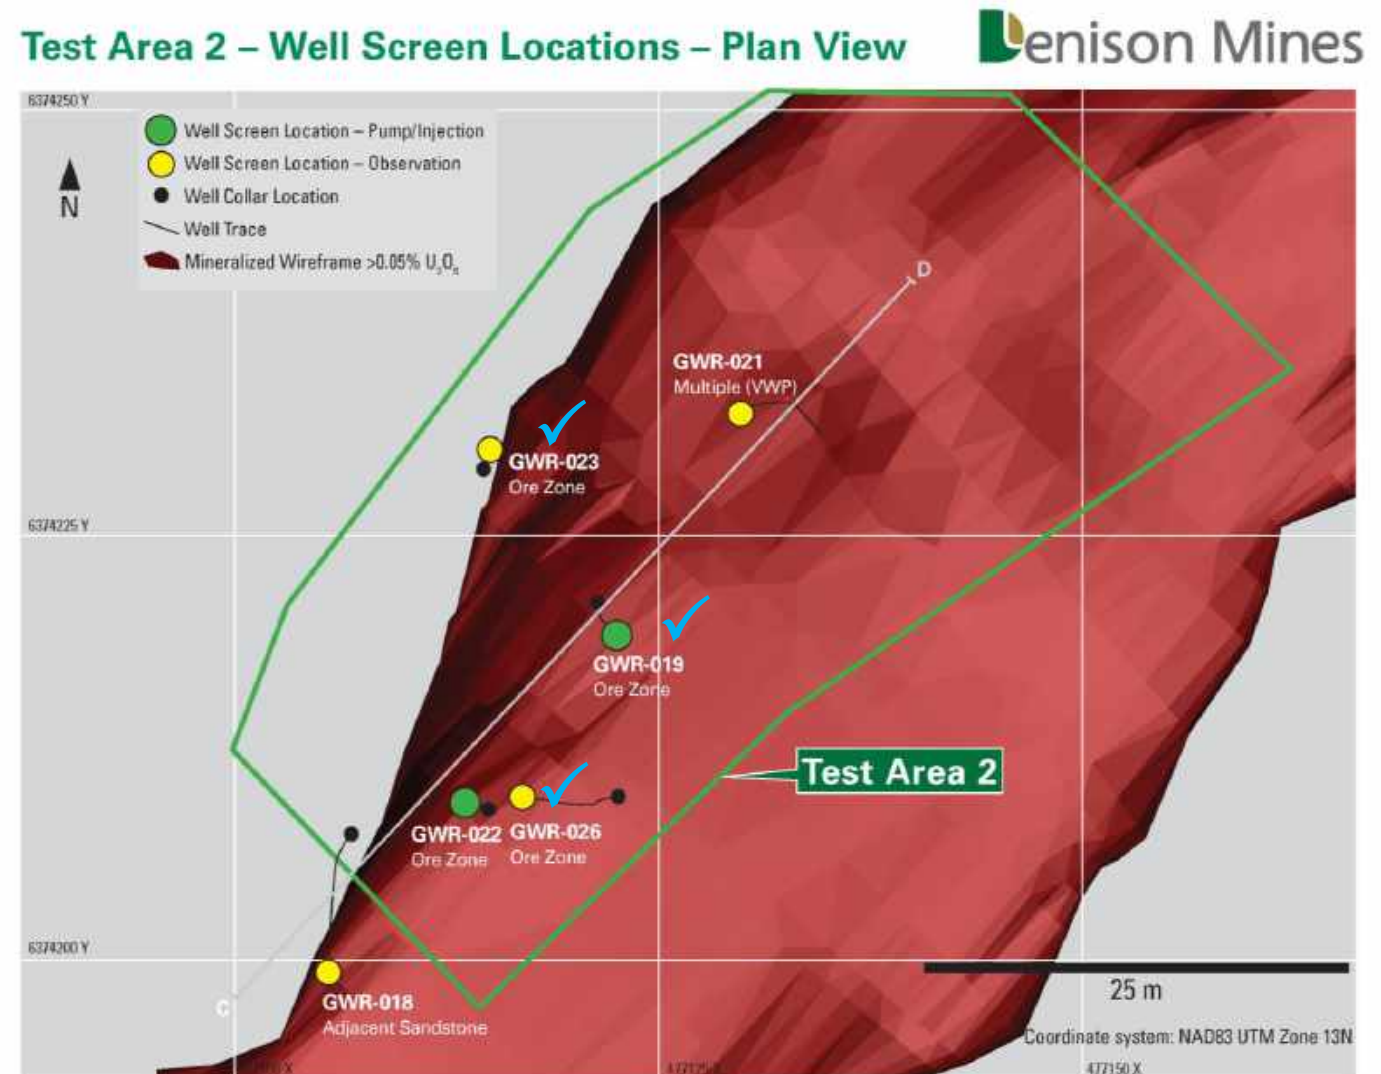 Test Area 2 – Well Screen Locations – Plan View
Denison Mines
6374250 Y
Well Screen Location – Pump/Injection
Well Screen Location – Observation
Well Collar Location
Well Trace
Mineralized Wireframe >0.05% U₃O₈
N
D
GWR-021
Multiple (VWP)
GWR-023
Ore Zone
6374225 Y
GWR-019
Ore Zone
Test Area 2
GWR-022
Ore Zone
GWR-026
Ore Zone
6374200 Y
25 m
C
GWR-018
Adjacent Sandstone
Coordinate system: NAD83 UTM Zone 13N
477125 X
477150 X